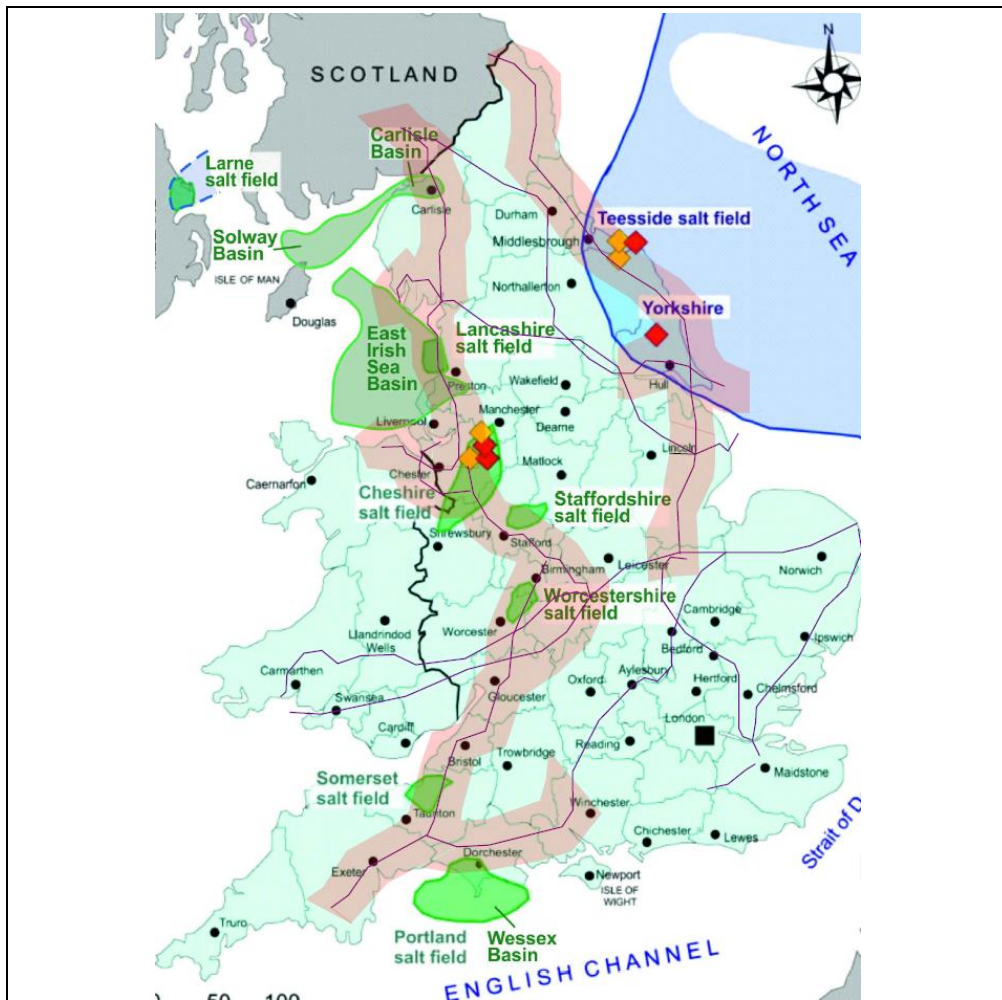 N
SCOTLAND
NORTH SEA
Carlisle
Basin
Larne
salt field
Carlisle
Durham
Teesside salt field
Solway
Basin
Middlesbrough
ISLE OF MAN
Northallerton
Douglas
Yorkshire
East
Irish
Sea
Basin
Lancashire
salt field
Preston
Wakefield
Hull
Manchester
Liverpool
Dearne
Lincoln
Matlock
Chester
Caernarfon
Cheshire
salt field
Staffordshire
salt field
Shrewsbury
Stafford
Birmingham
Leicester
Norwich
Worcestershire
salt field
Cambridge
Worcester
Llandrindod
Wells
Ipswich
Bedford
Carmarthen
Aylesbury
Hertford
Oxford
Chelmsford
Swansea
Gloucester
London
Cardiff
Reading
Bristol
Trowbridge
Maidstone
Somerset
salt field
Winchester
Taunton
Chichester
Lewes
Strait of D
Dorchester
Exeter
Newport
ISLE OF
WIGHT
Truro
Portland
salt field
Wessex
Basin
ENGLISH CHANNEL
0 50 100